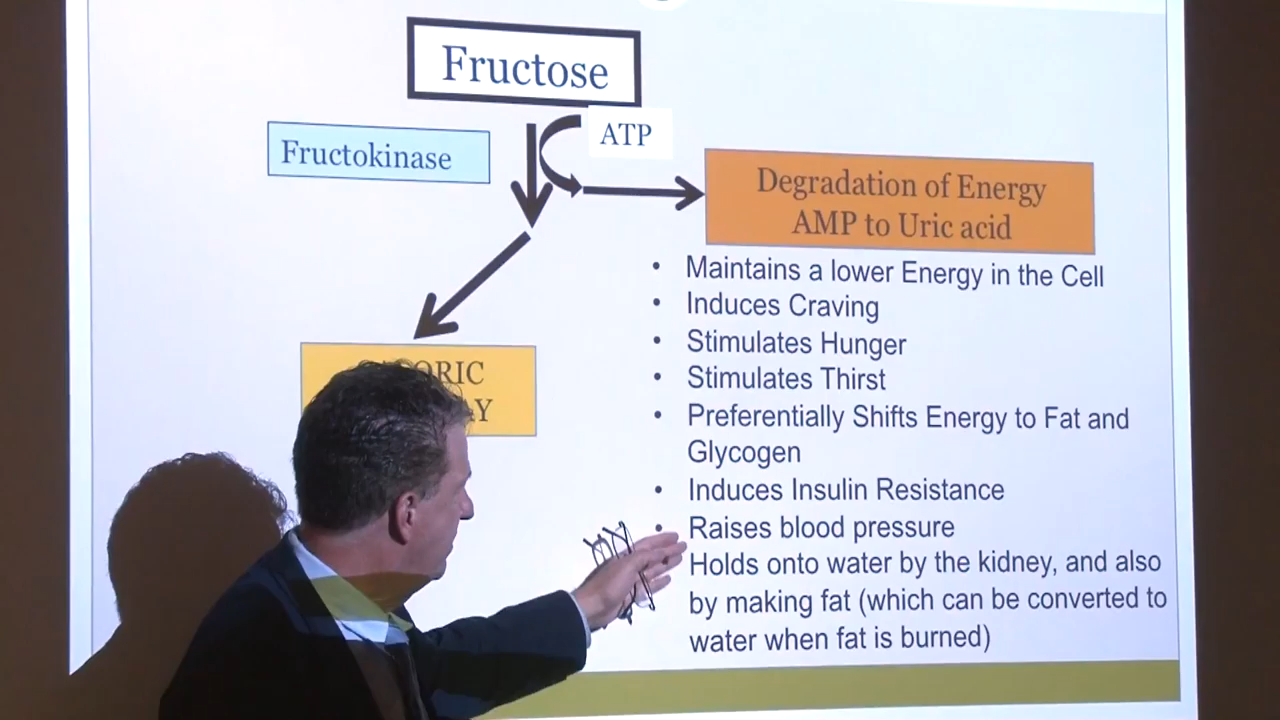 Fructose
ATP
Fructokinase
Degradation of Energy
AMP to Uric acid
• Maintains a lower Energy in the Cell
• Induces Craving
• Stimulates Hunger
• Stimulates Thirst
• Preferentially Shifts Energy to Fat and
Glycogen
• Induces Insulin Resistance
• Raises blood pressure
Holds onto water by the kidney, and also
by making fat (which can be converted to
water when fat is burned)